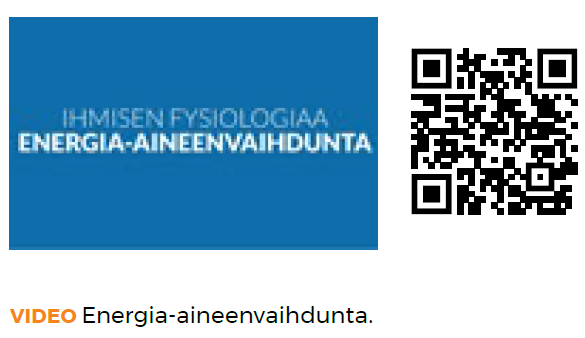 IHMISEN FYSIOLOGIAA
ENERGIA-AINEENVAIHDUNTA
VIDEO Energia-aineenvaihdunta.